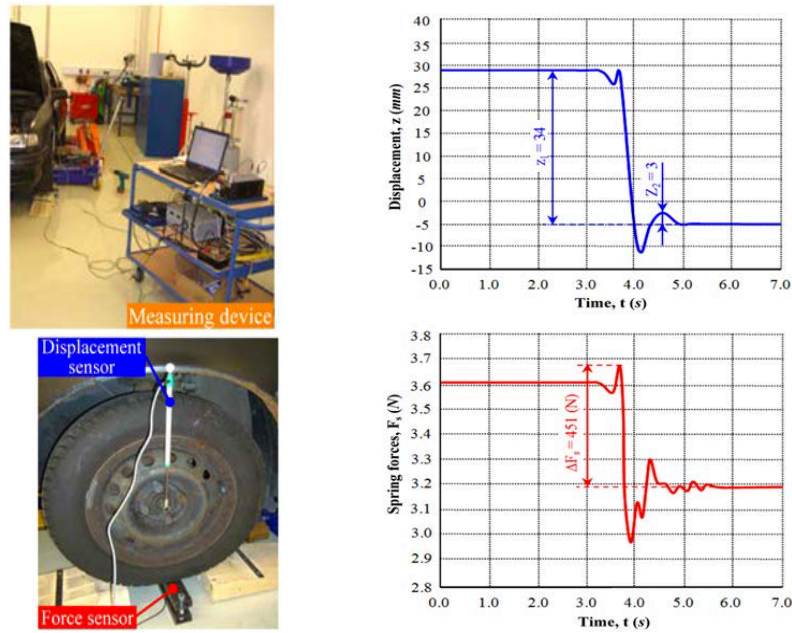 Measuring device
Displacement
sensor
Force sensor
Displacement, z (mm)
40
35
30
25
20
15
10
5
0
-5
-10
-15
z₁ = 34
Z₂ = 3
0.0 1.0 2.0 3.0 4.0 5.0 6.0 7.0
Time, t (s)
Spring forces, Fₛ (N)
3.8
3.7
3.6
3.5
3.4
3.3
3.2
3.1
3.0
2.9
2.8
ΔFₛ = 451 (N)
0.0 1.0 2.0 3.0 4.0 5.0 6.0 7.0
Time, t (s)